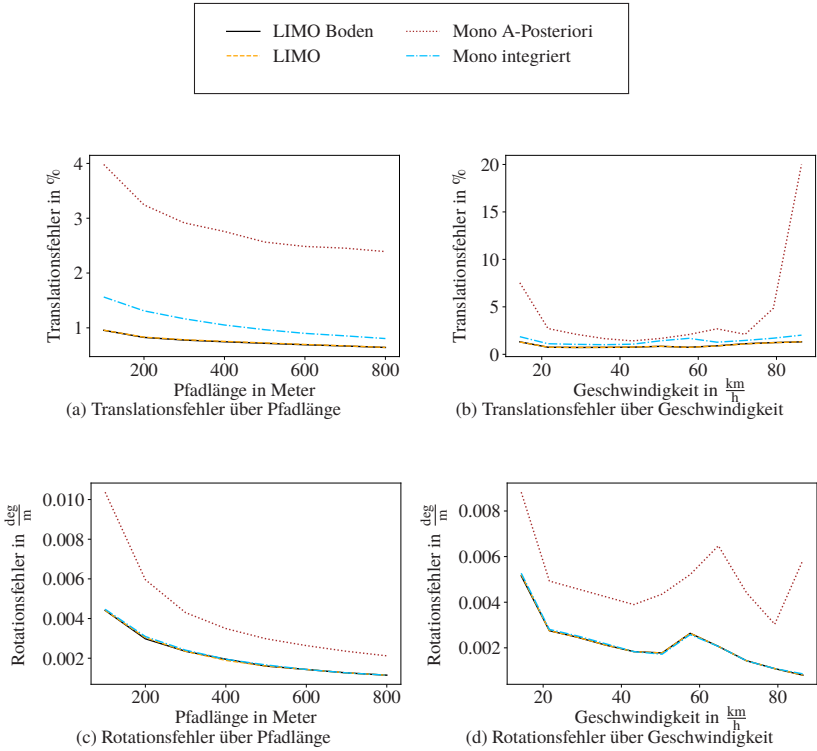 LIMO Boden
LIMO
Mono A-Posteriori
Mono integriert
Translationsfehler in %
4
3
2
1
200 400 600 800
Pfadlänge in Meter
(a) Translationsfehler über Pfadlänge
Translationsfehler in %
20
15
10
5
0
20 40 60 80
Geschwindigkeit in km/h
(b) Translationsfehler über Geschwindigkeit
Rotationsfehler in deg/m
0.010
0.008
0.006
0.004
0.002
200 400 600 800
Pfadlänge in Meter
(c) Rotationsfehler über Pfadlänge
Rotationsfehler in deg/m
0.008
0.006
0.004
0.002
20 40 60 80
Geschwindigkeit in km/h
(d) Rotationsfehler über Geschwindigkeit